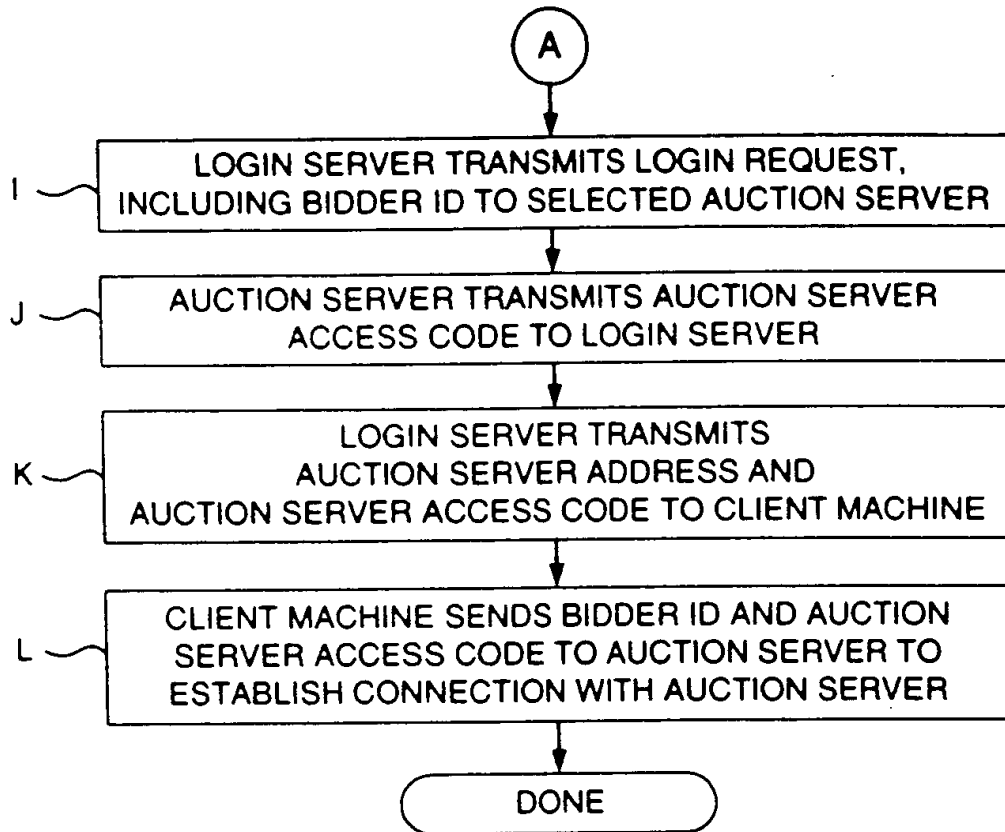 A
I
LOGIN SERVER TRANSMITS LOGIN REQUEST,
INCLUDING BIDDER ID TO SELECTED AUCTION SERVER
J
AUCTION SERVER TRANSMITS AUCTION SERVER
ACCESS CODE TO LOGIN SERVER
K
LOGIN SERVER TRANSMITS
AUCTION SERVER ADDRESS AND
AUCTION SERVER ACCESS CODE TO CLIENT MACHINE
L
CLIENT MACHINE SENDS BIDDER ID AND AUCTION
SERVER ACCESS CODE TO AUCTION SERVER TO
ESTABLISH CONNECTION WITH AUCTION SERVER
DONE